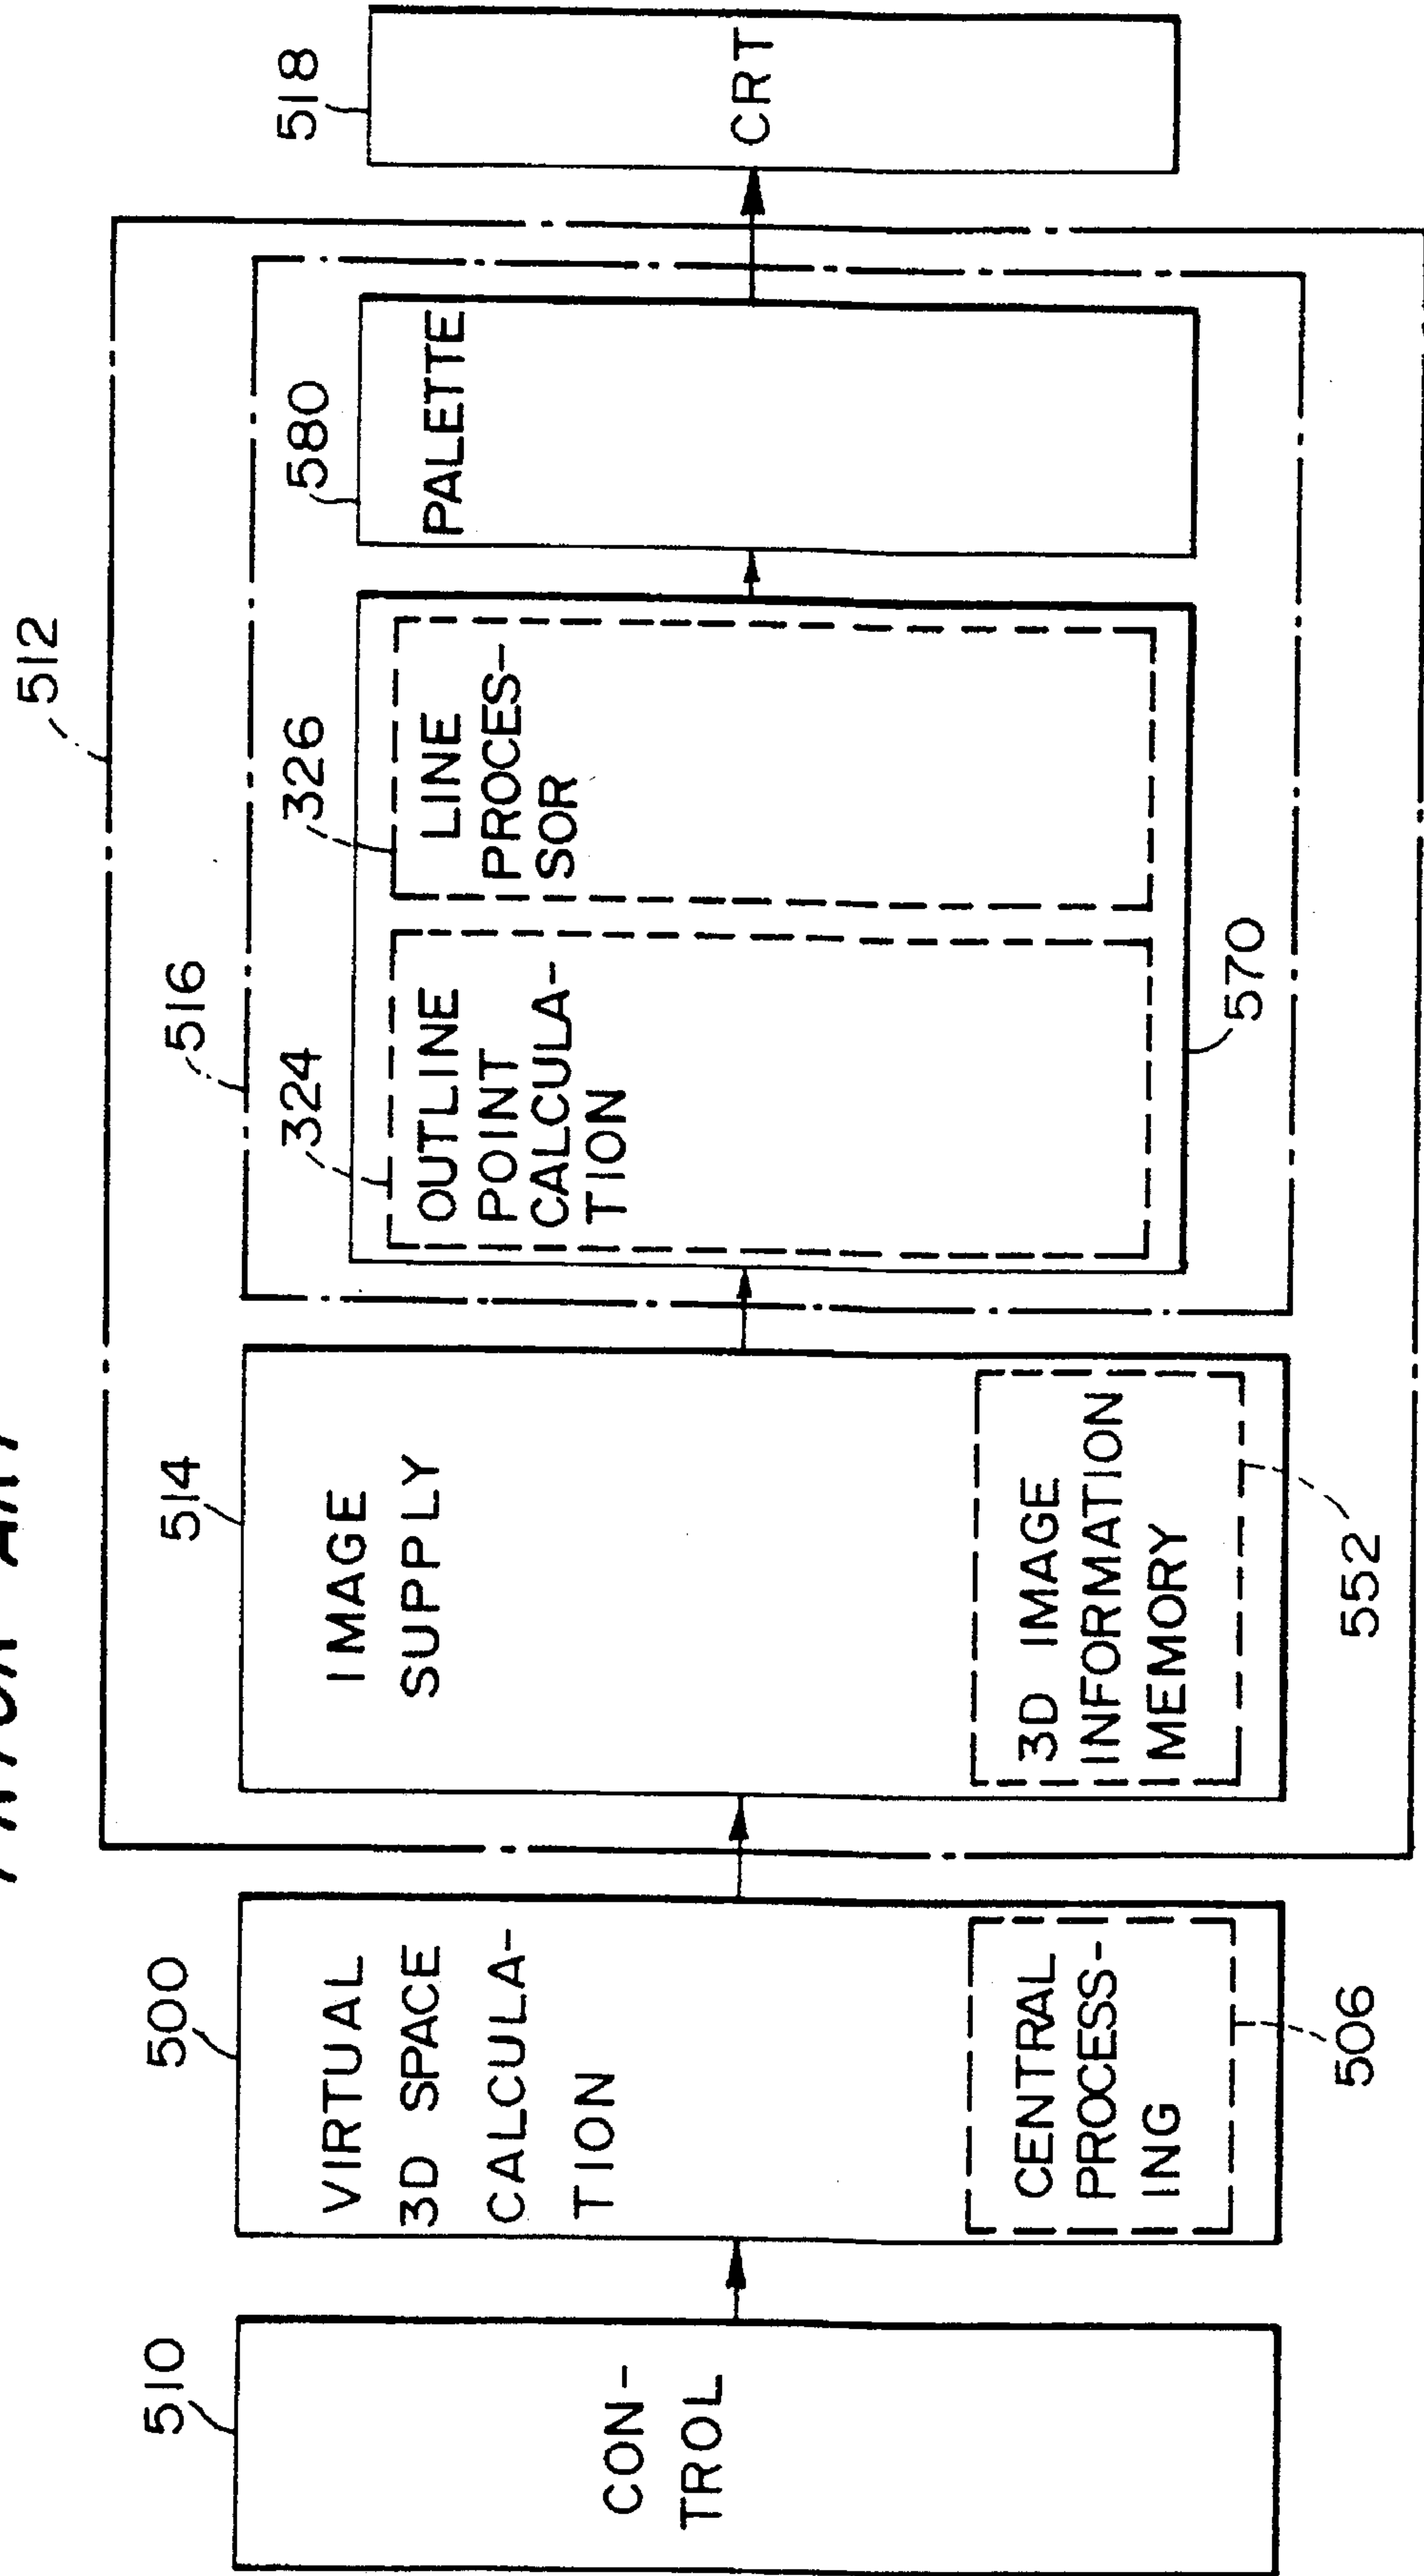 PRIOR ART
512
510
CON-
TROL
500
VIRTUAL
3D SPACE
CALCULA-
TION
CENTRAL
PROCESS-
ING
506
514
IMAGE
SUPPLY
3D IMAGE
INFORMATION
MEMORY
552
516
324
OUTLINE
POINT
CALCULA-
TION
326
LINE
PROCES-
SOR
570
580
PALETTE
518
CRT